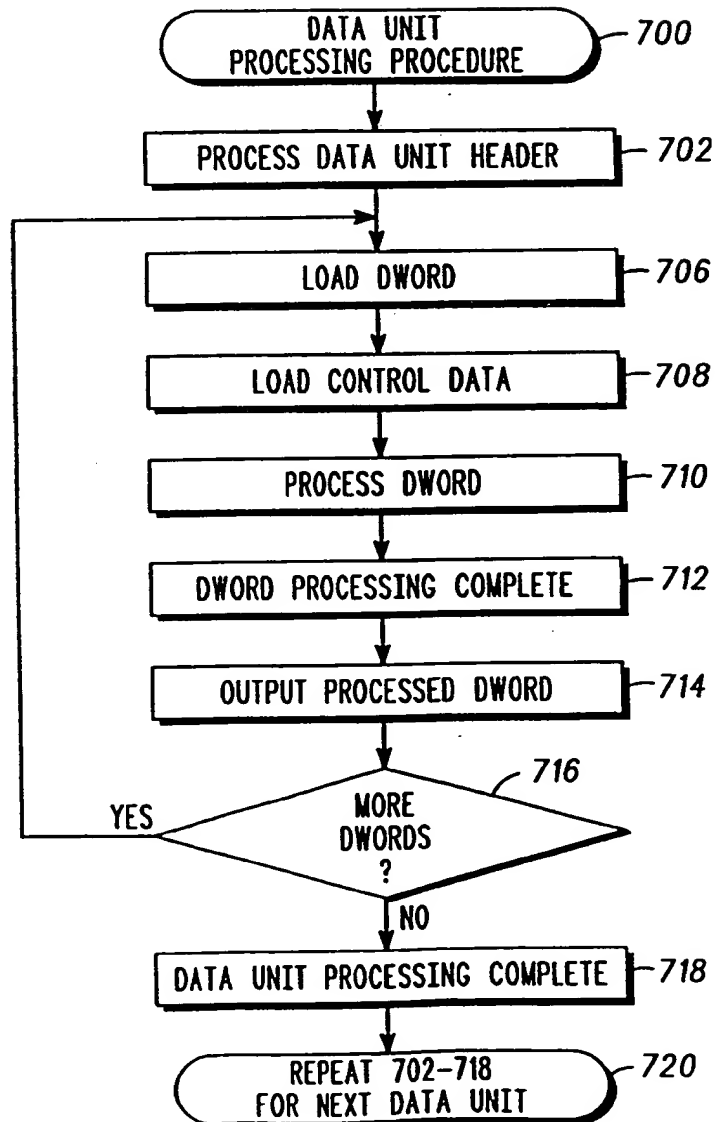 DATA UNIT
PROCESSING PROCEDURE
700
PROCESS DATA UNIT HEADER
702
LOAD DWORD
706
LOAD CONTROL DATA
708
PROCESS DWORD
710
DWORD PROCESSING COMPLETE
712
OUTPUT PROCESSED DWORD
714
716
MORE
DWORDS
?
YES
NO
DATA UNIT PROCESSING COMPLETE
718
REPEAT 702-718
FOR NEXT DATA UNIT
720